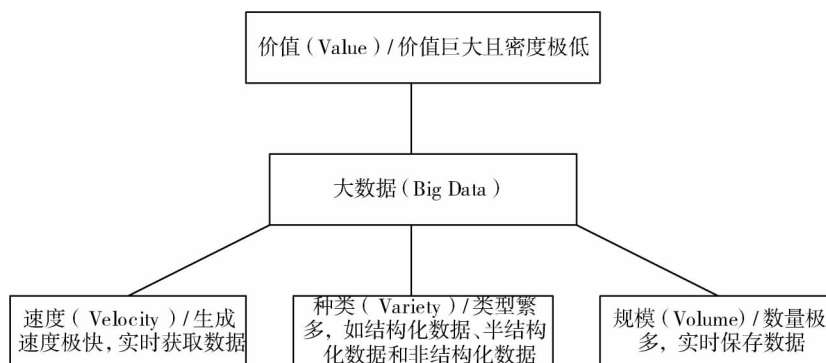 价值(Value)/价值巨大且密度极低
大数据(Big Data)
速度( Velocity)/生成
速度极快,实时获取数据
种类( Variety)/类型繁
多, 如结构化数据、半结构
化数据和非结构化数据
规模(Volume)/数量极
多, 实时保存数据